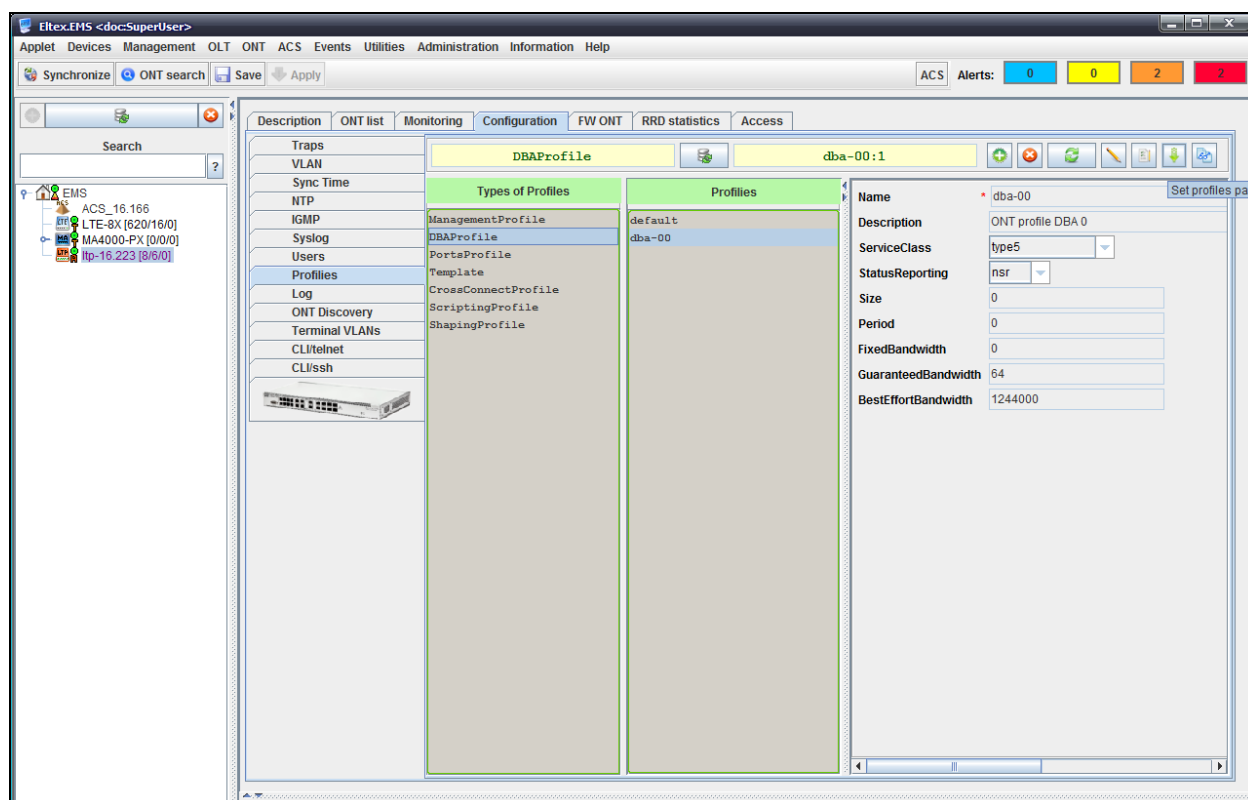 Eltex.EMS <doc:SuperUser>
Applet Devices Management OLT ONT ACS Events Utilities Administration Information Help
Synchronize ONT search Save Apply ACS Alerts: 0 0 2 2
Description ONT list Monitoring Configuration FW ONT RRD statistics Access
Search
?
EMS
ACS_16.166
LTE-8X [620/16/0]
MA4000-PX [0/0/0]
ltp-16.223 [8/6/0]
Traps
VLAN
Sync Time
NTP
IGMP
Syslog
Users
Profilies
Log
ONT Discovery
Terminal VLANs
CLI/telnet
CLI/ssh
DBAProfile dba-00:1
Types of Profiles
ManagementProfile
DBAProfile
PortsProfile
Template
CrossConnectProfile
ScriptingProfile
ShapingProfile
Profilies
default
dba-00
Set profiles pa
Name * dba-00
Description ONT profile DBA 0
ServiceClass type5
StatusReporting nsr
Size 0
Period 0
FixedBandwidth 0
GuaranteedBandwidth 64
BestEffortBandwidth 1244000